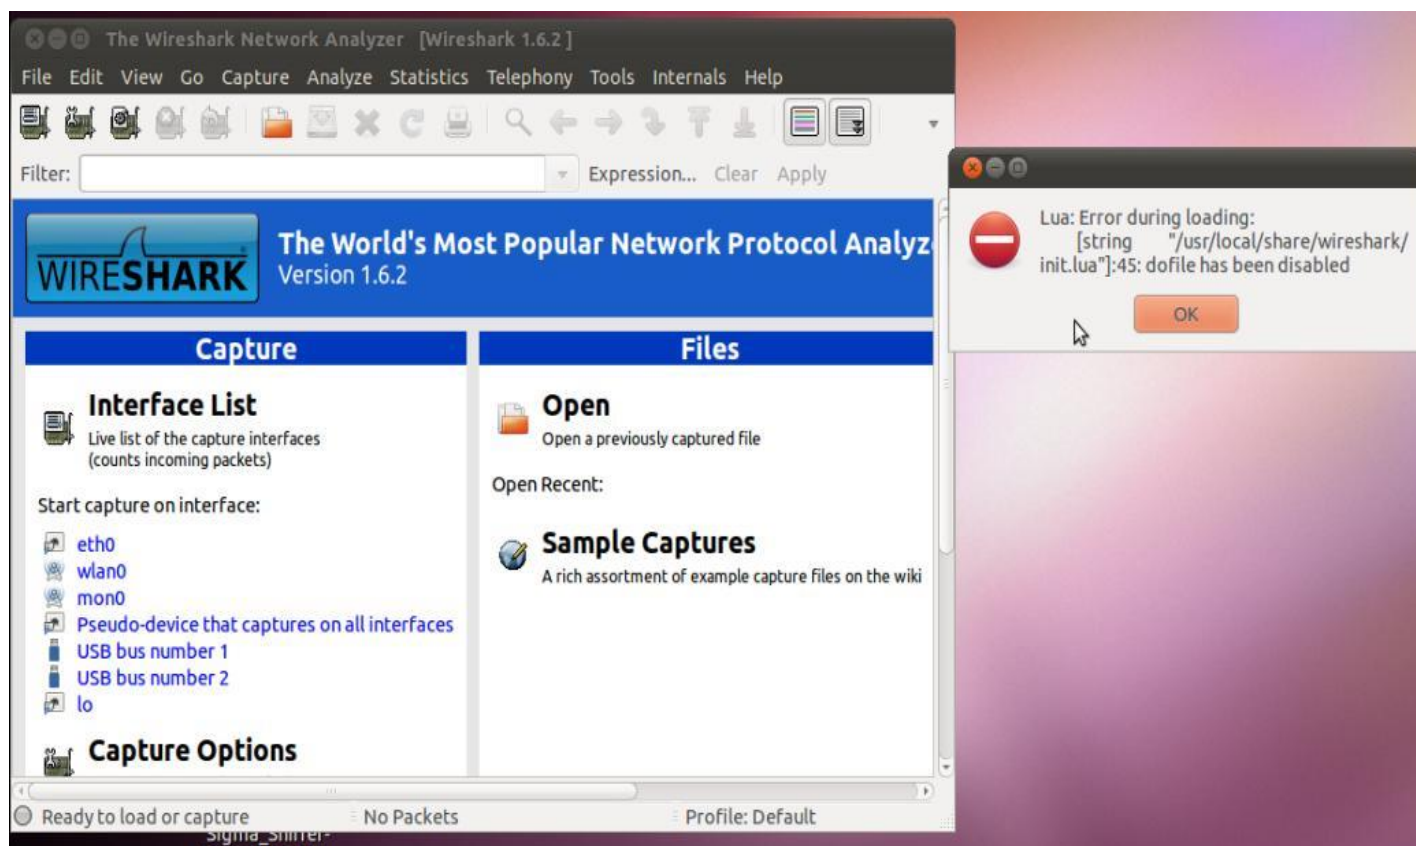 The Wireshark Network Analyzer [Wireshark 1.6.2 ]
File Edit View Go Capture Analyze Statistics Telephony Tools Internals Help
Filter:
Expression... Clear Apply
WIRESHARK
The World's Most Popular Network Protocol Analyz
Version 1.6.2
Capture
Interface List
Live list of the capture interfaces
(counts incoming packets)
Start capture on interface:
eth0
wlan0
mon0
Pseudo-device that captures on all interfaces
USB bus number 1
USB bus number 2
lo
Capture Options
Files
Open
Open a previously captured file
Open Recent:
Sample Captures
A rich assortment of example capture files on the wiki
Ready to load or capture No Packets Profile: Default
Sigma_Sniffer-
Lua: Error during loading:
[string "/usr/local/share/wireshark/
init.lua"]:45: dofile has been disabled
OK